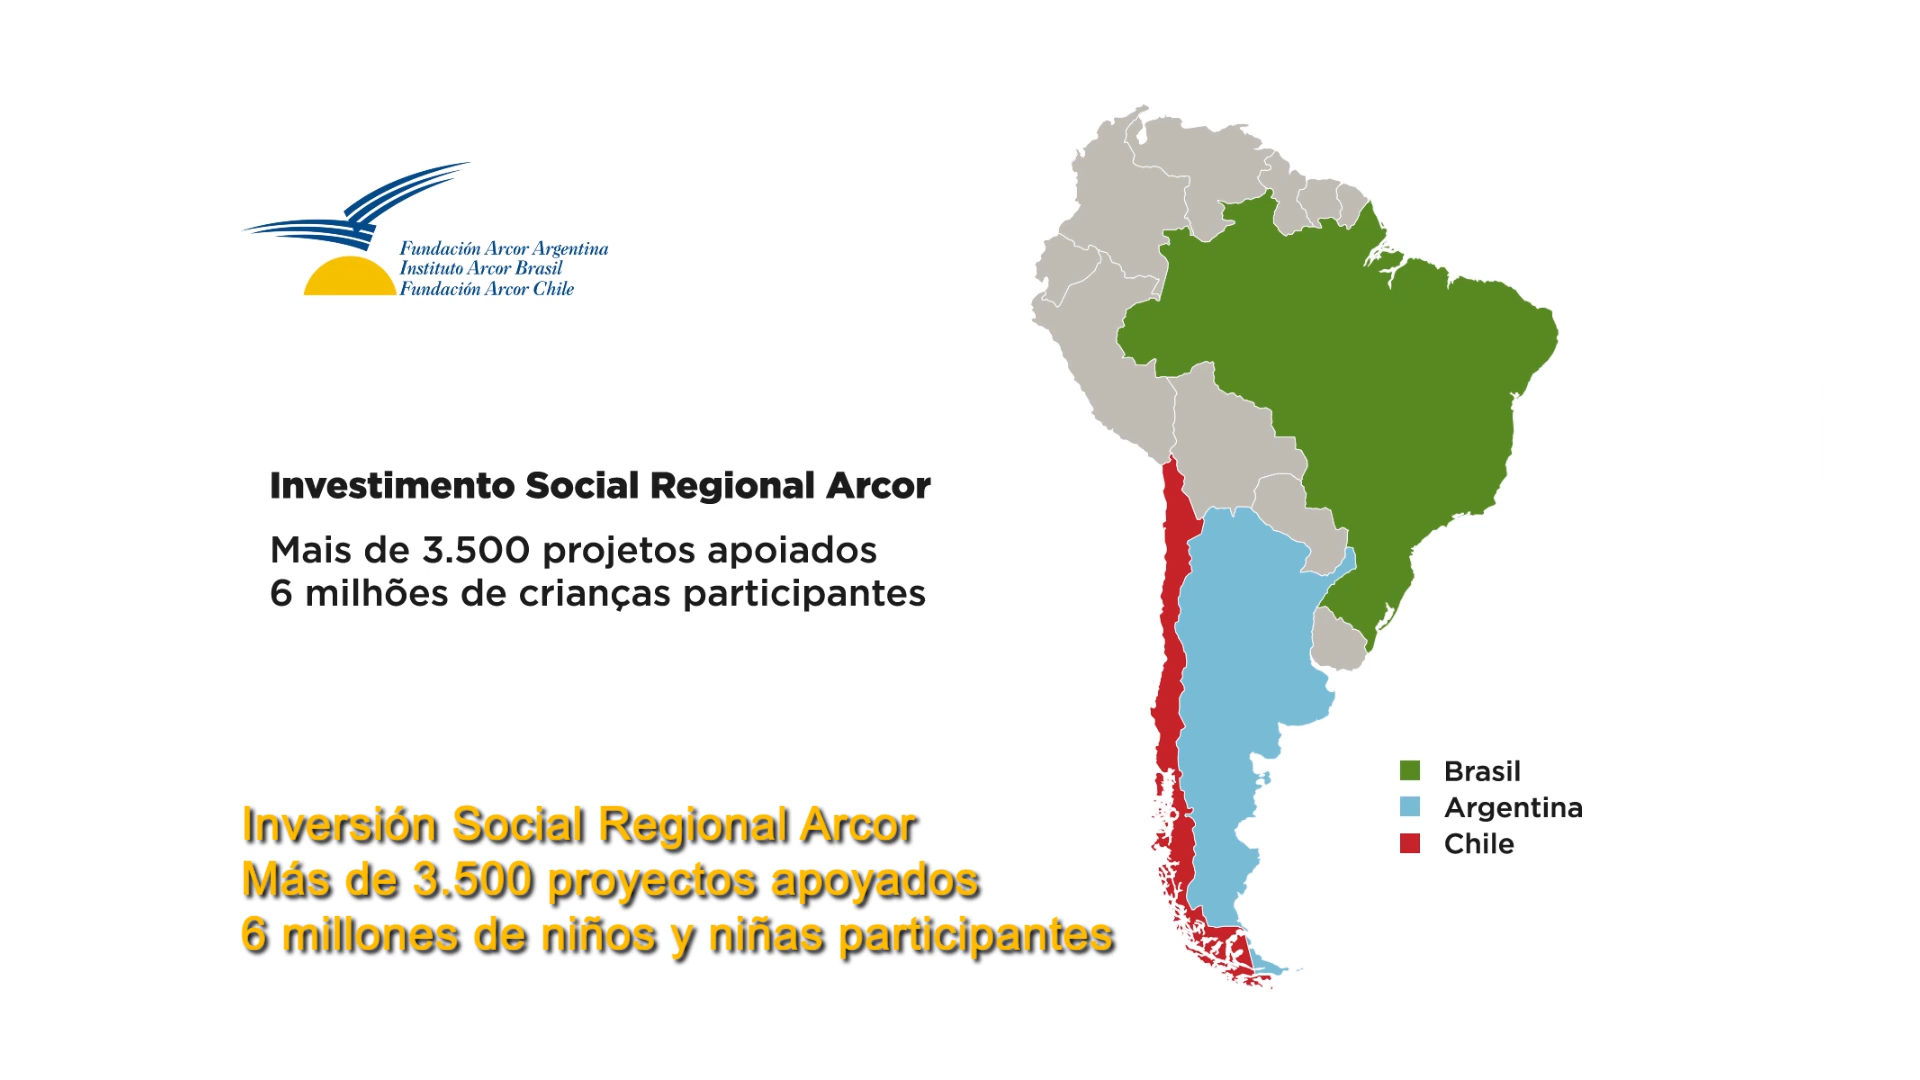 Fundación Arcor Argentina
Instituto Arcor Brasil
Fundación Arcor Chile
Investimento Social Regional Arcor
Mais de 3.500 projetos apoiados
6 milhões de crianças participantes
Inversión Social Regional Arcor
Más de 3.500 proyectos apoyados
6 millones de niños y niñas participantes
Brasil
Argentina
Chile